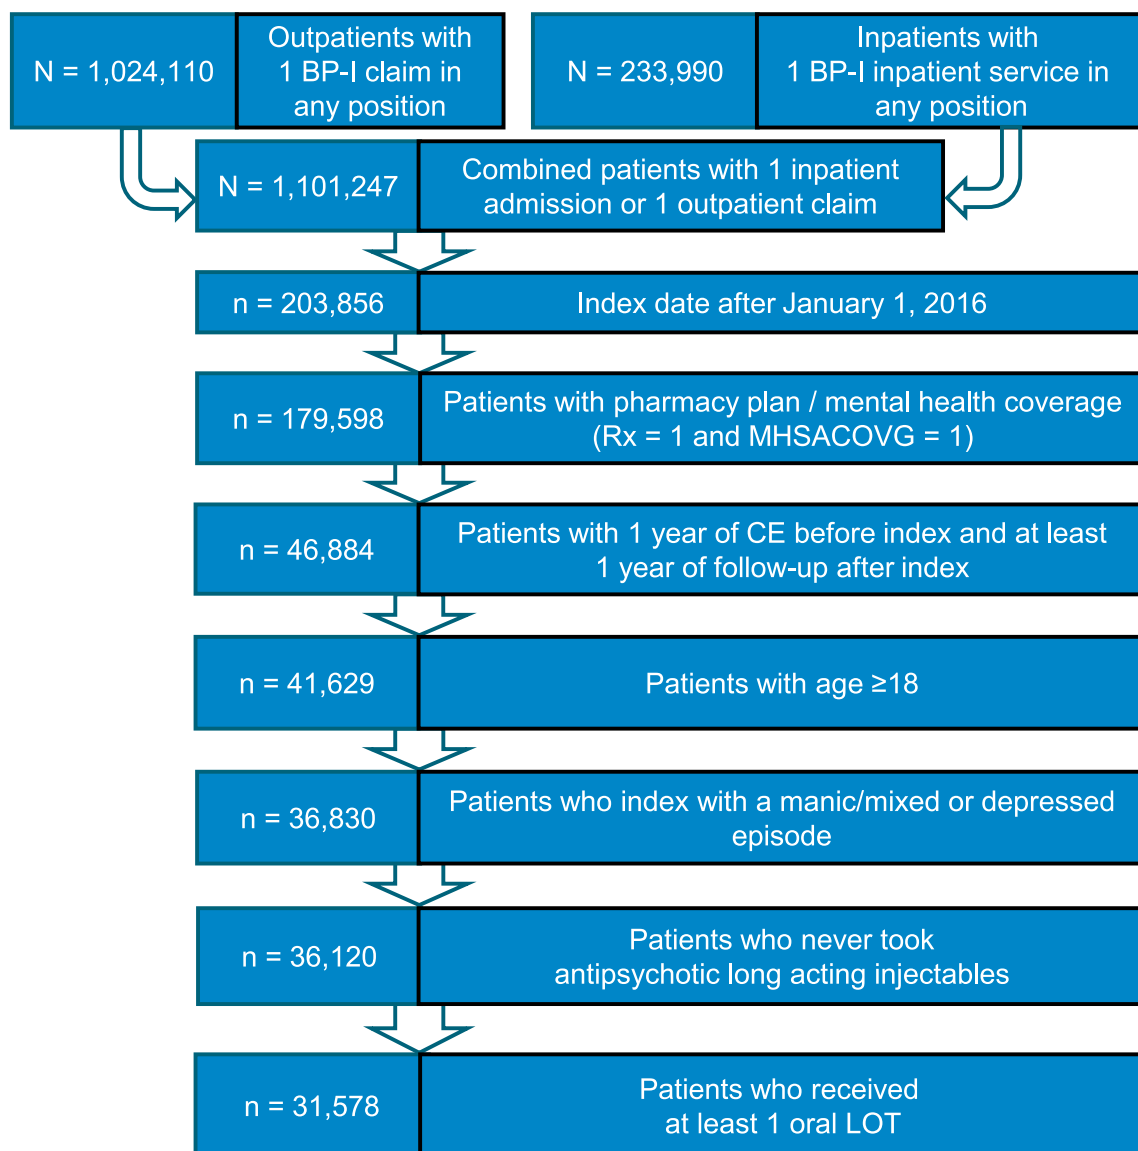 N = 1,024,110
Outpatients with
1 BP-I claim in
any position
N = 233,990
Inpatients with
1 BP-I inpatient service in
any position
N = 1,101,247
Combined patients with 1 inpatient
admission or 1 outpatient claim
n = 203,856
Index date after January 1, 2016
n = 179,598
Patients with pharmacy plan / mental health coverage
(Rx = 1 and MHSACOVG = 1)
n = 46,884
Patients with 1 year of CE before index and at least
1 year of follow-up after index
n = 41,629
Patients with age ≥18
n = 36,830
Patients who index with a manic/mixed or depressed
episode
n = 36,120
Patients who never took
antipsychotic long acting injectables
n = 31,578
Patients who received
at least 1 oral LOT